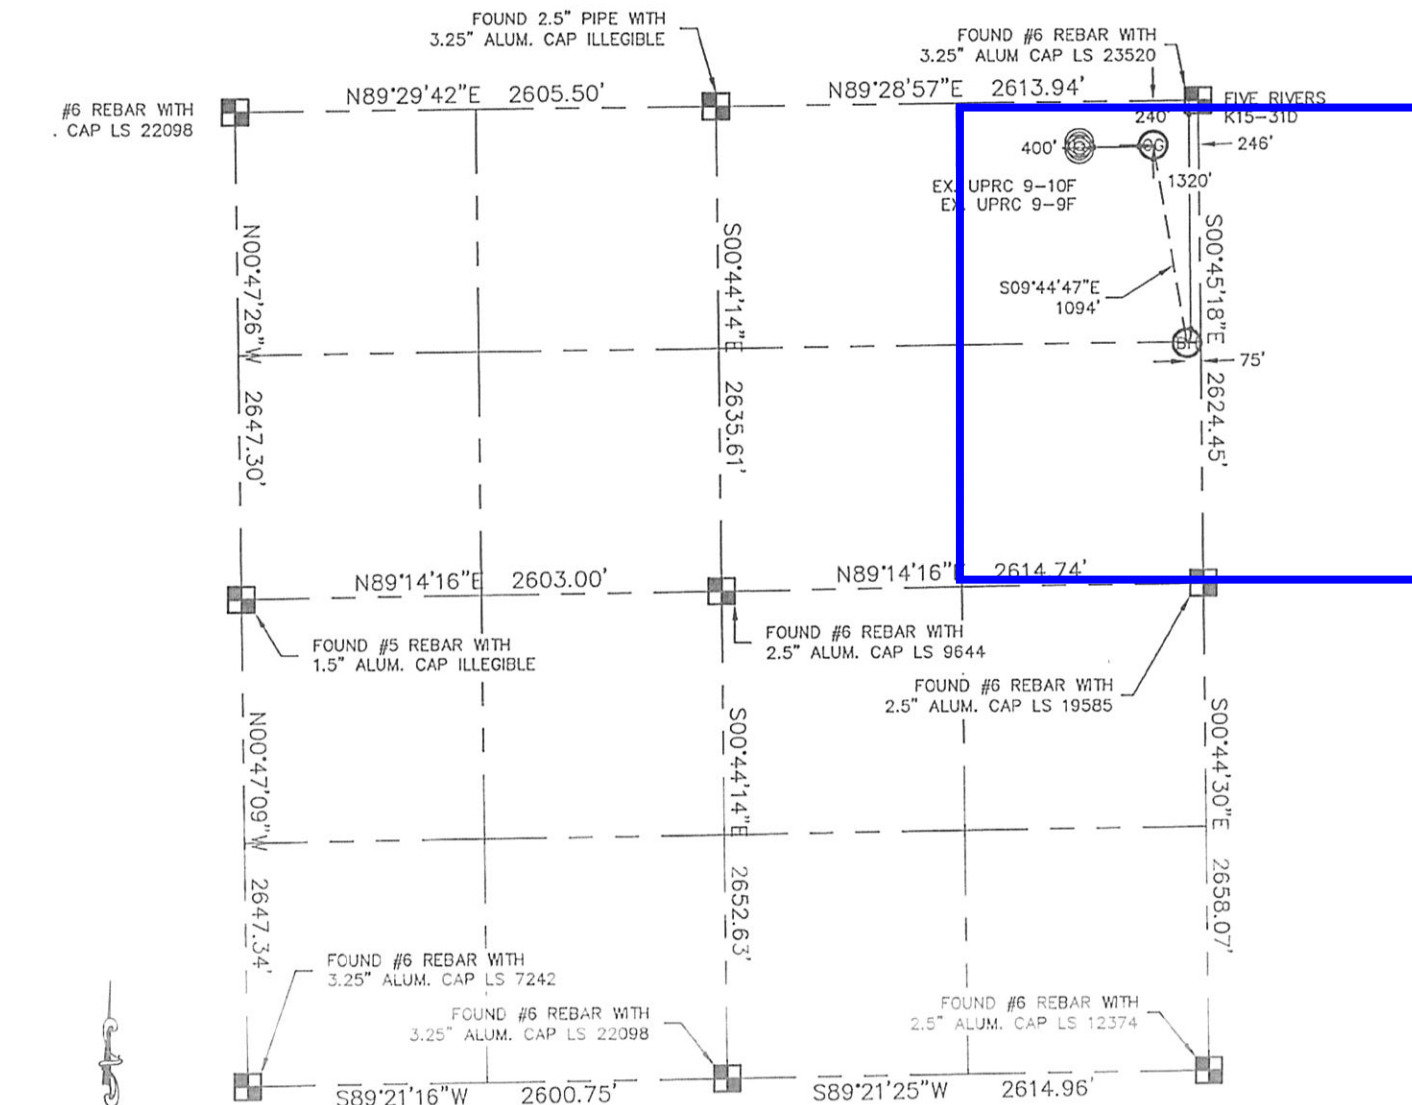 FOUND 2.5" PIPE WITH
3.25" ALUM. CAP ILLEGIBLE
FOUND #6 REBAR WITH
3.25" ALUM CAP LS 23520
#6 REBAR WITH
. CAP LS 22098
N89°29'42"E 2605.50'
N89°28'57"E 2613.94'
FIVE RIVERS
K15-31D
240'
246'
400'
OG
1320'
EX. UPRC 9-10F
EX. UPRC 9-9F
N00°47'26"W 2647.30'
S00°44'14"E 2635.61'
S00°45'18"E 2624.45'
S09°44'47"E
1094'
BH
75'
N89°14'16"E 2603.00'
N89°14'16"E 2614.74'
FOUND #5 REBAR WITH
1.5" ALUM. CAP ILLEGIBLE
FOUND #6 REBAR WITH
2.5" ALUM. CAP LS 9644
FOUND #6 REBAR WITH
2.5" ALUM. CAP LS 19585
N00°47'09"W 2647.34'
S00°44'14"E 2652.63'
S00°44'30"E 2658.07'
FOUND #6 REBAR WITH
3.25" ALUM. CAP LS 7242
FOUND #6 REBAR WITH
3.25" ALUM. CAP LS 22098
FOUND #6 REBAR WITH
2.5" ALUM. CAP LS 12374
S89°21'16"W 2600.75'
S89°21'25"W 2614.96'